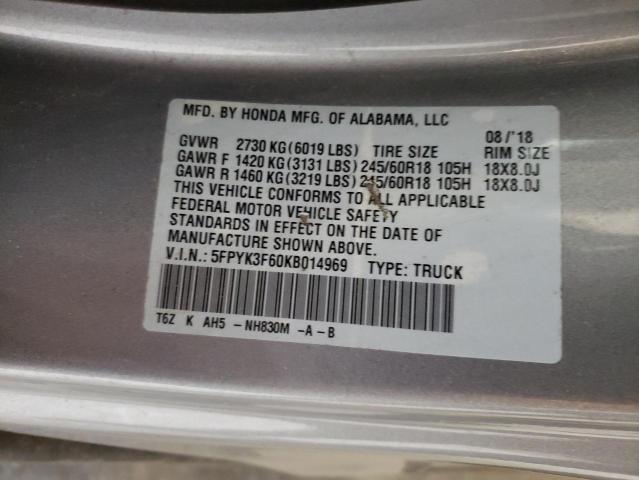 MFD. BY HONDA MFG. OF ALABAMA, LLC 08/'18
GVWR 2730 KG(6019 LBS) TIRE SIZE RIM SIZE
GAWR F 1420 KG(3131 LBS) 245/60R18 105H 18X8.0J
GAWR R 1460 KG(3219 LBS) 245/60R18 105H 18X8.0J
THIS VEHICLE CONFORMS TO ALL APPLICABLE
FEDERAL MOTOR VEHICLE SAFETY
STANDARDS IN EFFECT ON THE DATE OF
MANUFACTURE SHOWN ABOVE.
V.I.N.: 5FPYK3F60KB014969 TYPE: TRUCK
T6Z K AH5 - NH830M -A-B